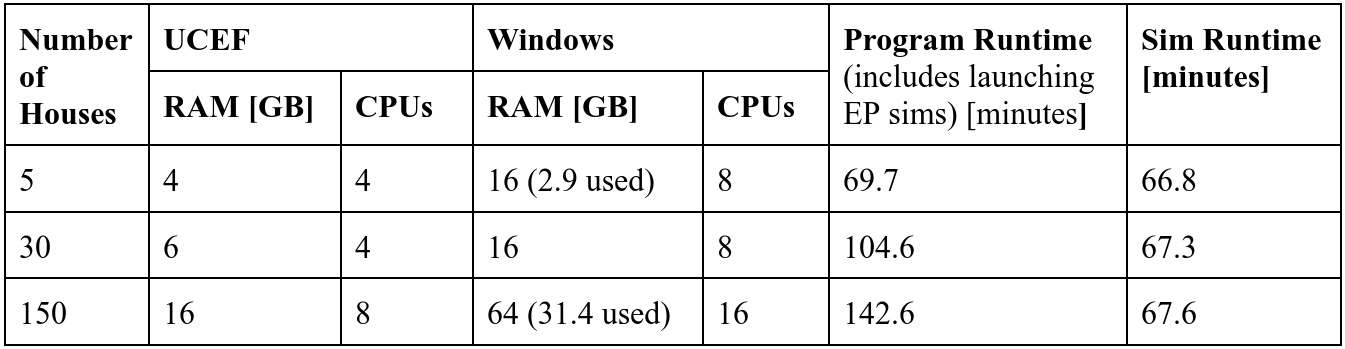 Number of Houses UCEF Windows Program Runtime (includes launching EP sims) [minutes] Sim Runtime [minutes]
RAM [GB] CPUs RAM [GB] CPUs
5 4 4 16 (2.9 used) 8 69.7 66.8
30 6 4 16 8 104.6 67.3
150 16 8 64 (31.4 used) 16 142.6 67.6